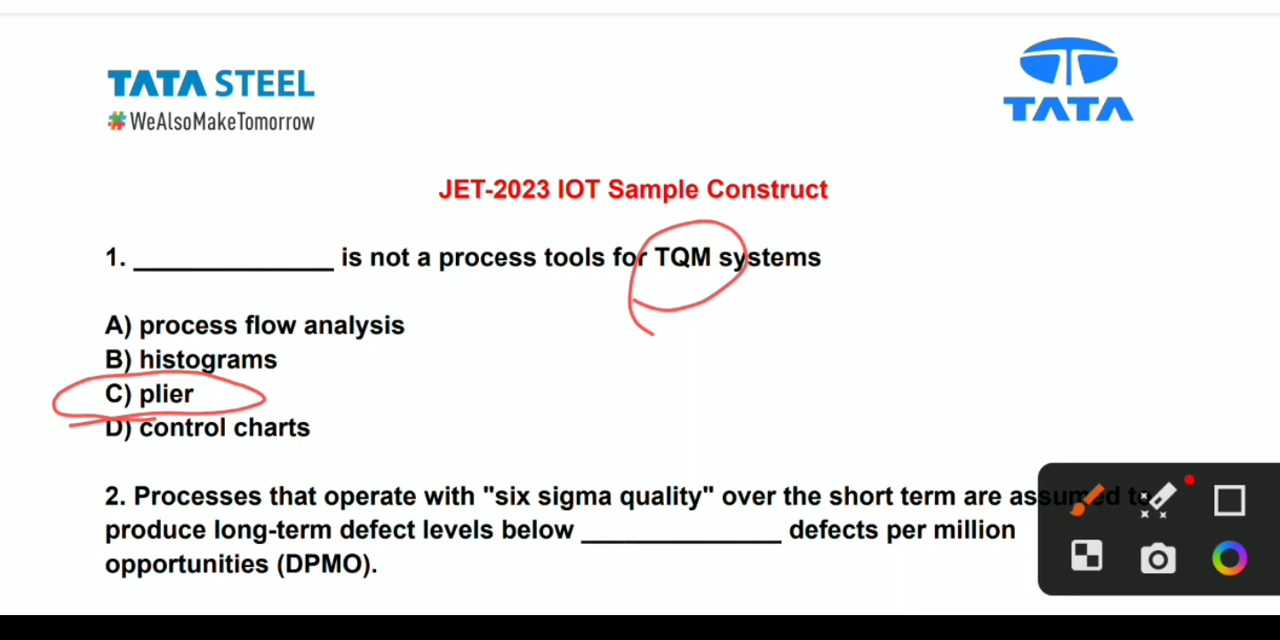 TATA STEEL
#WeAlsoMakeTomorrow
TATA
JET-2023 IOT Sample Construct
1. ______________ is not a process tools for TQM systems
A) process flow analysis
B) histograms
C) plier
D) control charts
2. Processes that operate with "six sigma quality" over the short term are assumed to
produce long-term defect levels below ______________ defects per million
opportunities (DPMO).